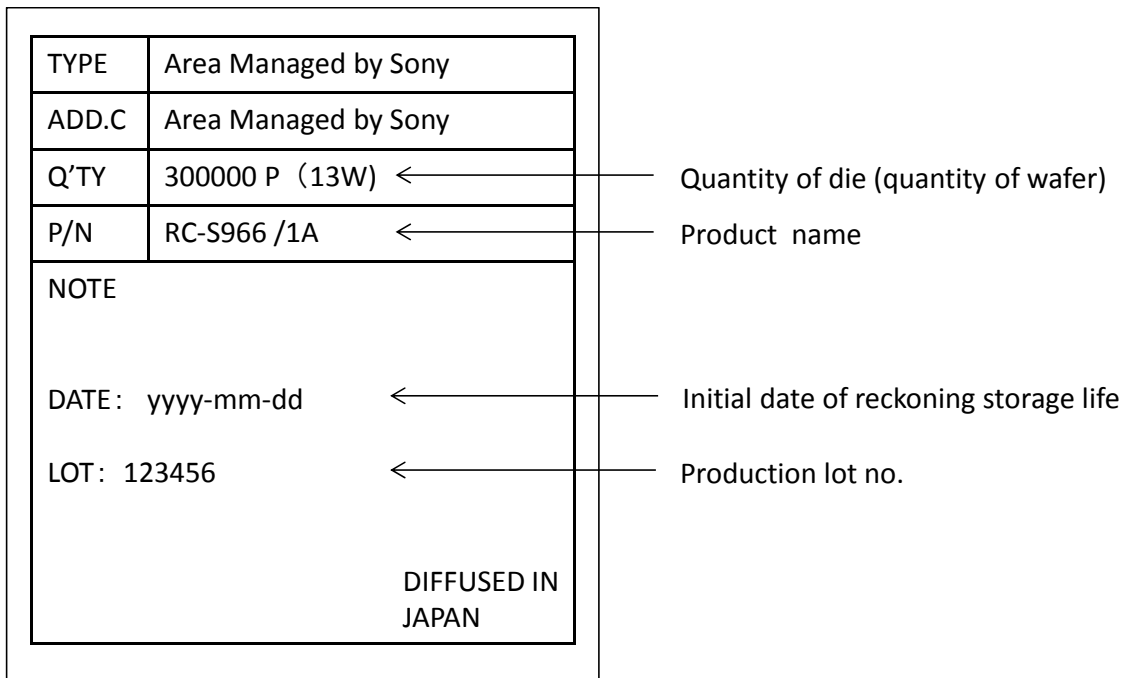 TYPE Area Managed by Sony
ADD.C Area Managed by Sony
Q’TY 300000 P（13W) Quantity of die (quantity of wafer)
P/N RC-S966 /1A Product name
NOTE
DATE： yyyy-mm-dd Initial date of reckoning storage life
LOT： 123456 Production lot no.
DIFFUSED IN
JAPAN